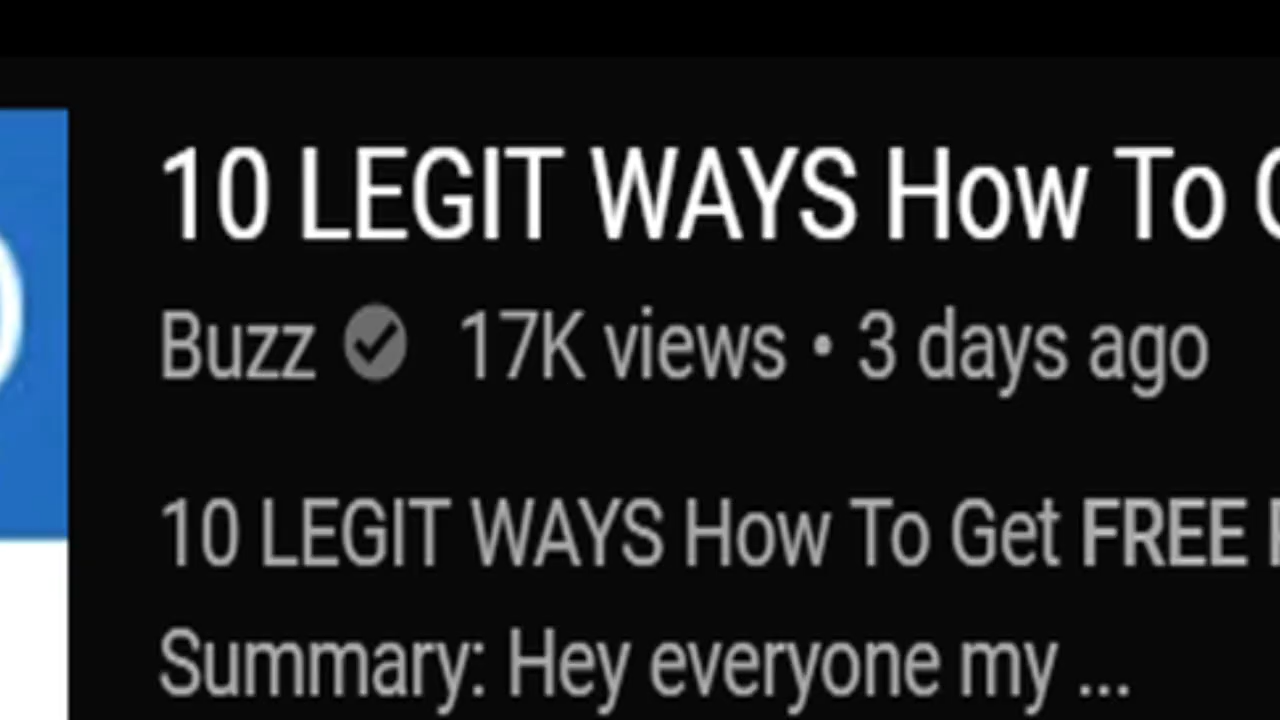 10 LEGIT WAYS How To
Buzz 17K views • 3 days ago
10 LEGIT WAYS How To Get FREE
Summary: Hey everyone my ...